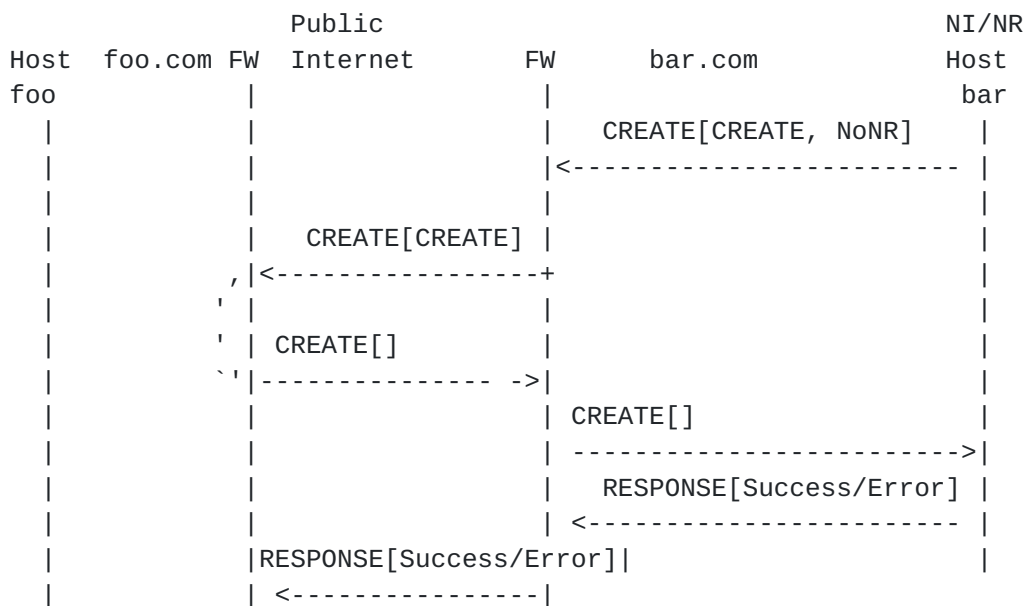 Public NI/NR
Host foo.com FW Internet FW bar.com Host
foo | | bar
| | | CREATE[CREATE, NoNR] |
| | |<-------------------------- |
| | | |
| | CREATE[CREATE] | |
| ,|<-----------------+ |
| ' | | |
| ' | CREATE[] | |
| `'|--------------- ->| |
| | | CREATE[] |
| | | -------------------------->|
| | | RESPONSE[Success/Error] |
| | | <------------------------- |
| |RESPONSE[Success/Error]| |
| | <----------------|